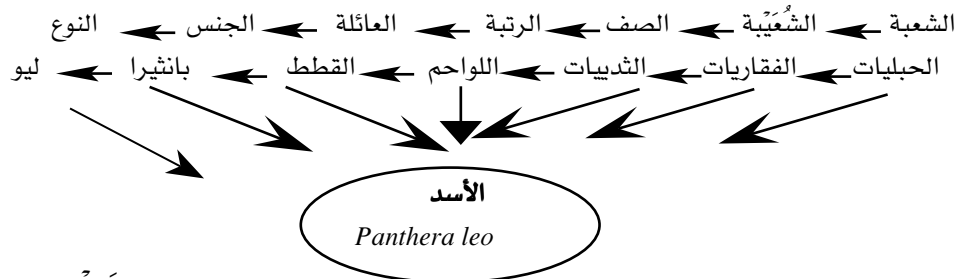 الشعبة الشُعَيّبة الصف الرتبة العائلة الجنس النوع
الحبليات الفقاريات الثدييات اللواحم القطط بانثيرا ليو
الأسد
Panthera leo